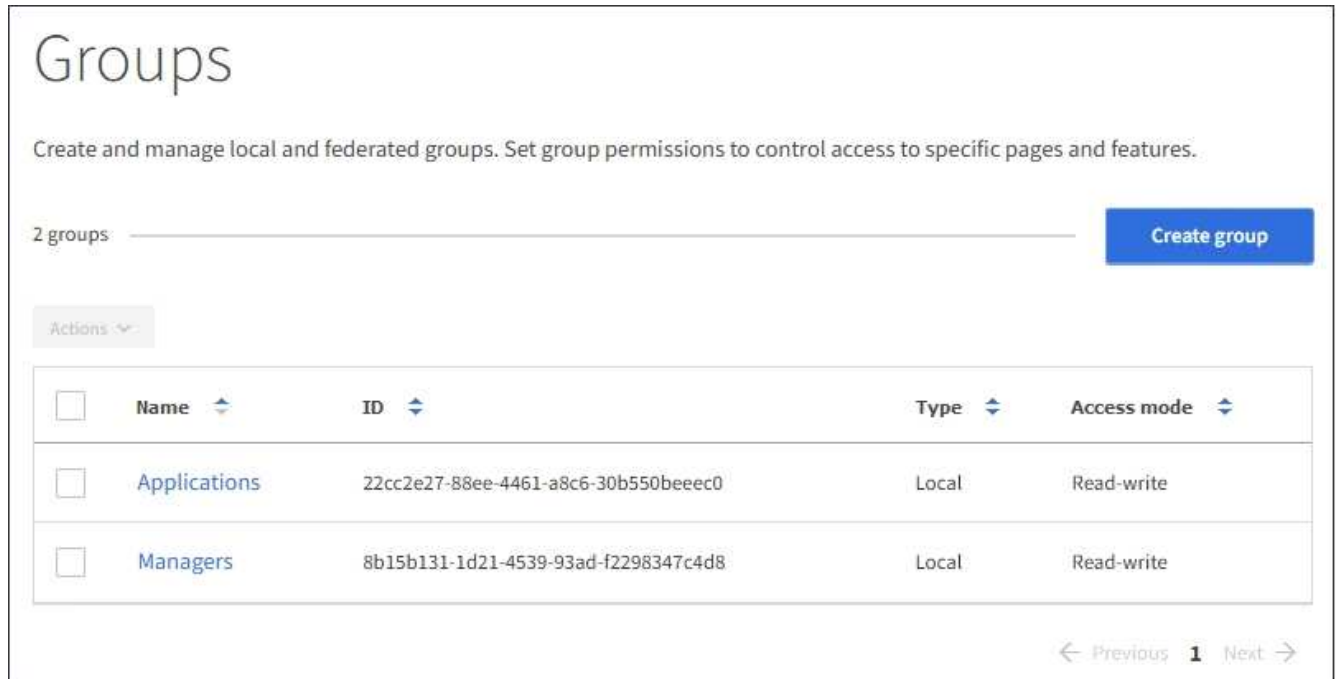 Groups
Create and manage local and federated groups. Set group permissions to control access to specific pages and features.
2 groups Create group
Actions
Name ID Type Access mode
Applications 22cc2e27-88ee-4461-a8c6-30b550beeec0 Local Read-write
Managers 8b15b131-1d21-4539-93ad-f2298347c4d8 Local Read-write
← Previous 1 Next →